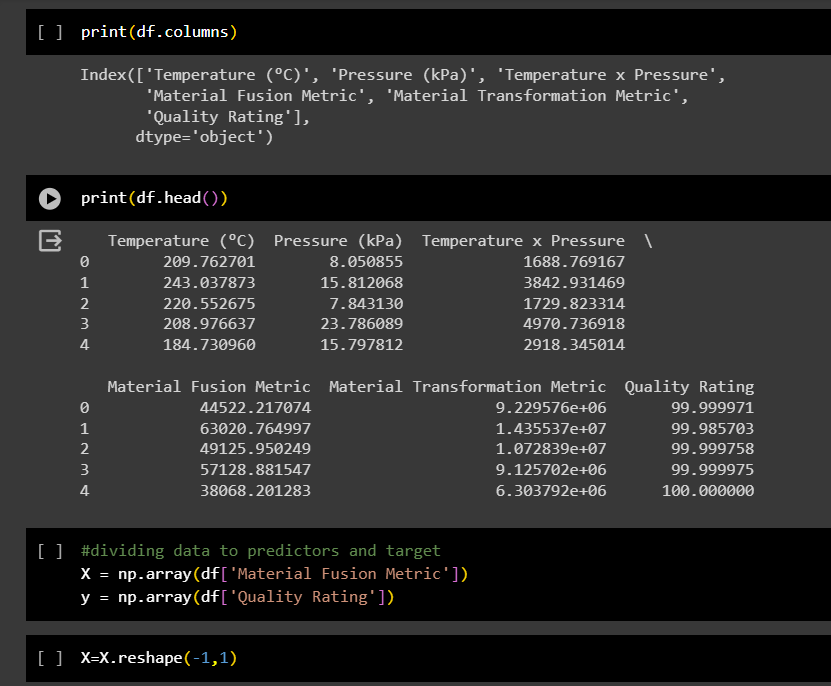 [ ] print(df.columns)
Index(['Temperature (°C)', 'Pressure (kPa)', 'Temperature x Pressure',
       'Material Fusion Metric', 'Material Transformation Metric',
       'Quality Rating'],
      dtype='object')
print(df.head())
   Temperature (°C)  Pressure (kPa)  Temperature x Pressure  \
0        209.762701        8.050855             1688.769167
1        243.037873       15.812068             3842.931469
2        220.552675        7.843130             1729.823314
3        208.976637       23.786089             4970.736918
4        184.730960       15.797812             2918.345014
   Material Fusion Metric  Material Transformation Metric  Quality Rating
0            44522.217074                    9.229576e+06       99.999971
1            63020.764997                    1.435537e+07       99.985703
2            49125.950249                    1.072839e+07       99.999758
3            57128.881547                    9.125702e+06       99.999975
4            38068.201283                    6.303792e+06      100.000000
[ ] #dividing data to predictors and target
X = np.array(df['Material Fusion Metric'])
y = np.array(df['Quality Rating'])
[ ] X=X.reshape(-1,1)